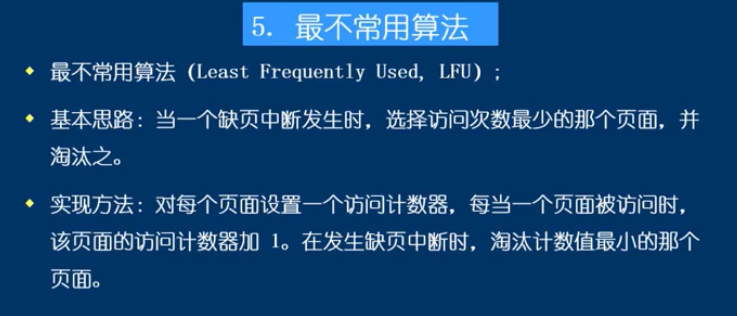 5. 最不常用算法
最不常用算法（Least Frequently Used, LFU）;
基本思路：当一个缺页中断发生时，选择访问次数最少的那个页面，并
淘汰之。
实现方法：对每个页面设置一个访问计数器，每当一个页面被访问时，
该页面的访问计数器加 1。在发生缺页中断时，淘汰计数值最小的那个
页面。